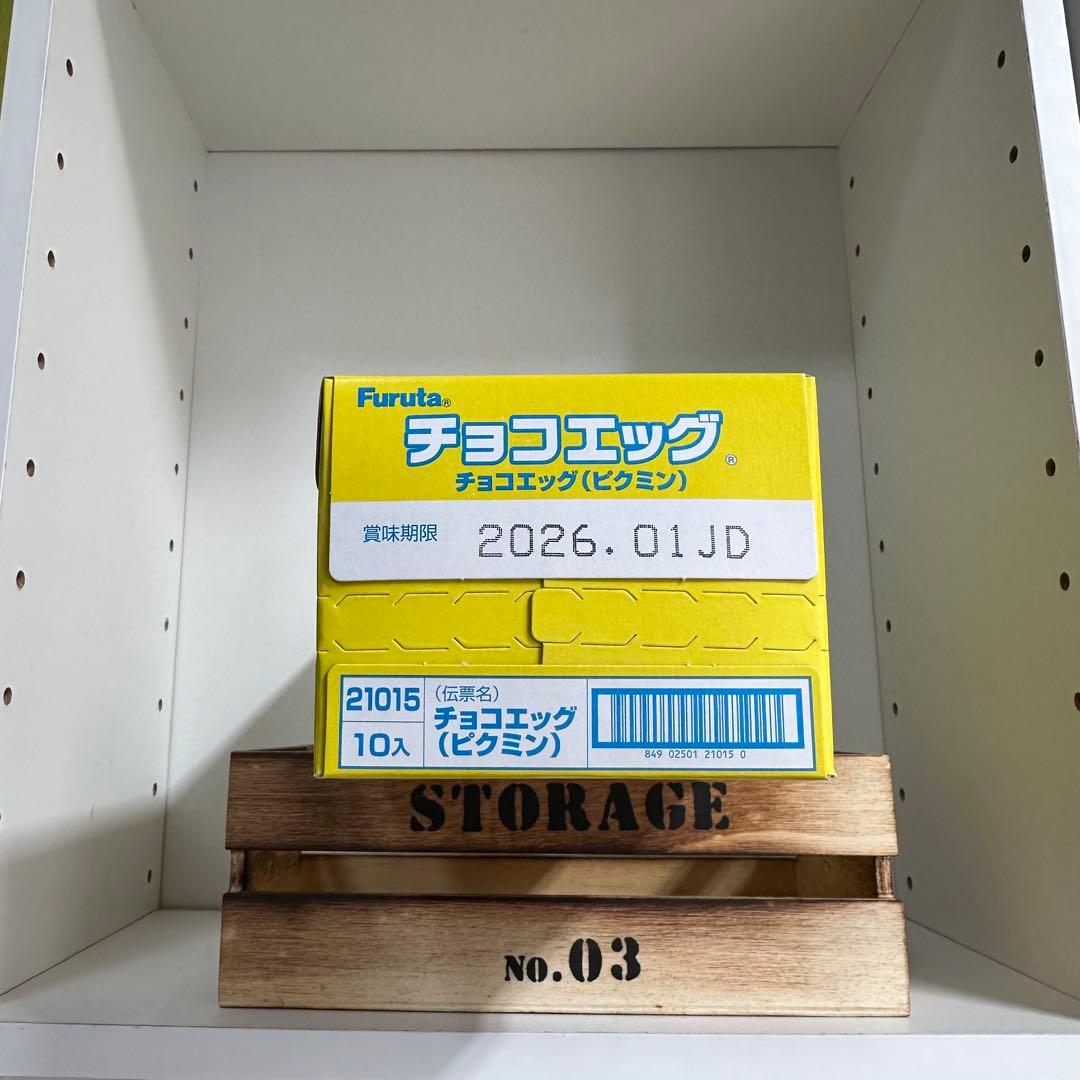 Furuta®
チョコエッグ®
チョコエッグ(ピクミン)
賞味期限 2026.01JD
21015
10入
(伝票名)
チョコエッグ
(ピクミン)
849 02501 21015 0
STORAGE
No.03